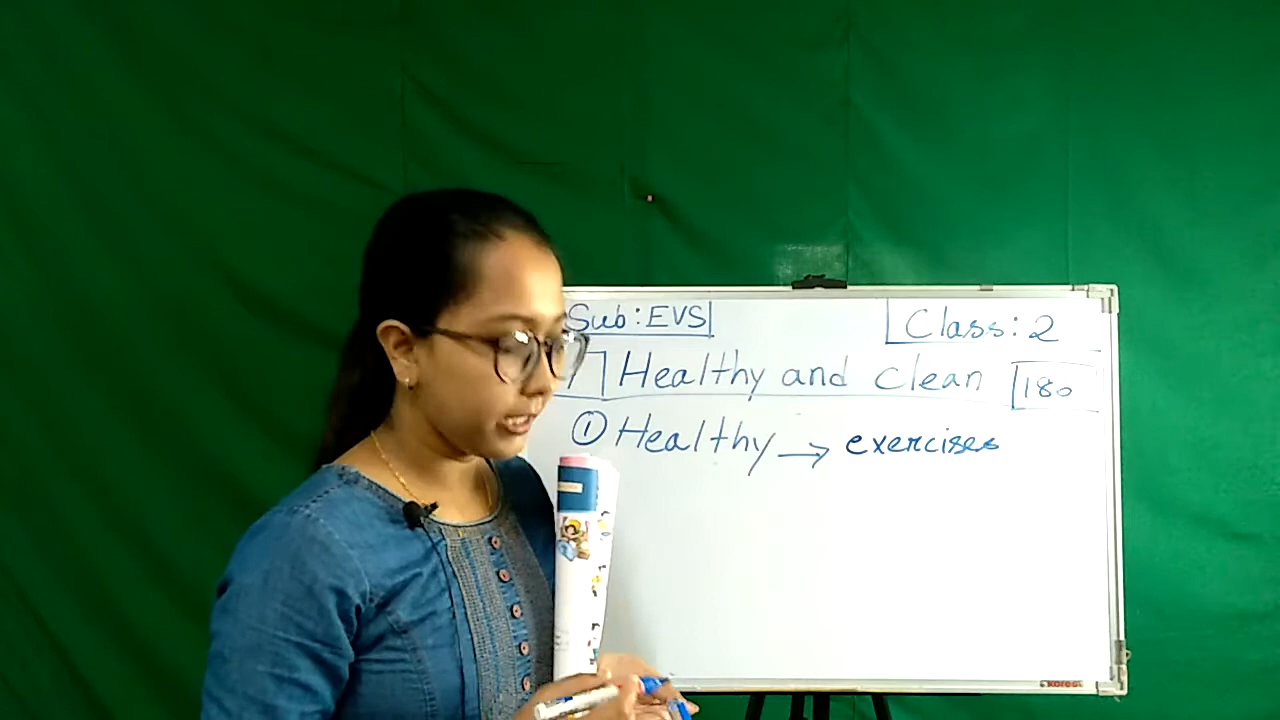 Sub: EVS
Class: 2
7 Healthy and clean 180
① Healthy → exercises